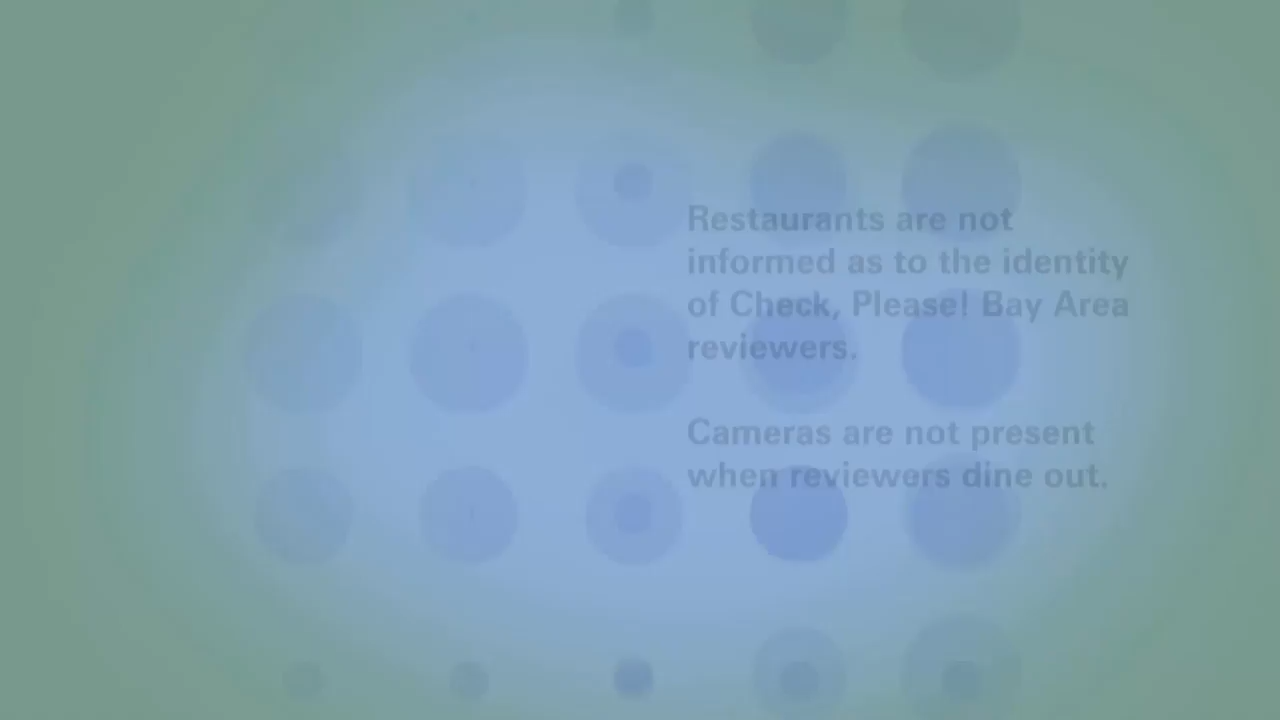 Restaurants are not
informed as to the identity
of Check, Please! Bay Area
reviewers.
Cameras are not present
when reviewers dine out.